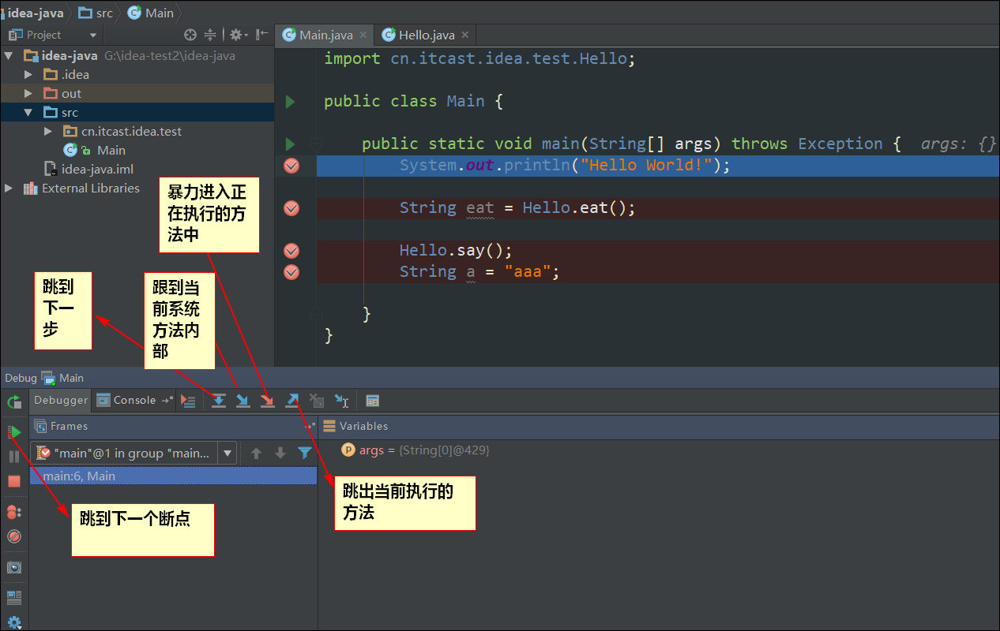 idea-java src Main
Project
Main.java Hello.java
idea-java G:\idea-test2\idea-java
.idea
out
src
cn.itcast.idea.test
Main
idea-java.iml
External Libraries
import cn.itcast.idea.test.Hello;
public class Main {
public static void main(String[] args) throws Exception { args: {}
System.out.println("Hello World!");
String eat = Hello.eat();
Hello.say();
String a = "aaa";
}
}
暴力进入正
在执行的方
法中
跳到
下一
步
跟到当
前系统
方法内
部
Debug Main
Debugger Console
Frames
Variables
"main"@1 in group "main...
args = {String[0]@429}
main:6, Main
跳出当前执行的
方法
跳到下一个断点